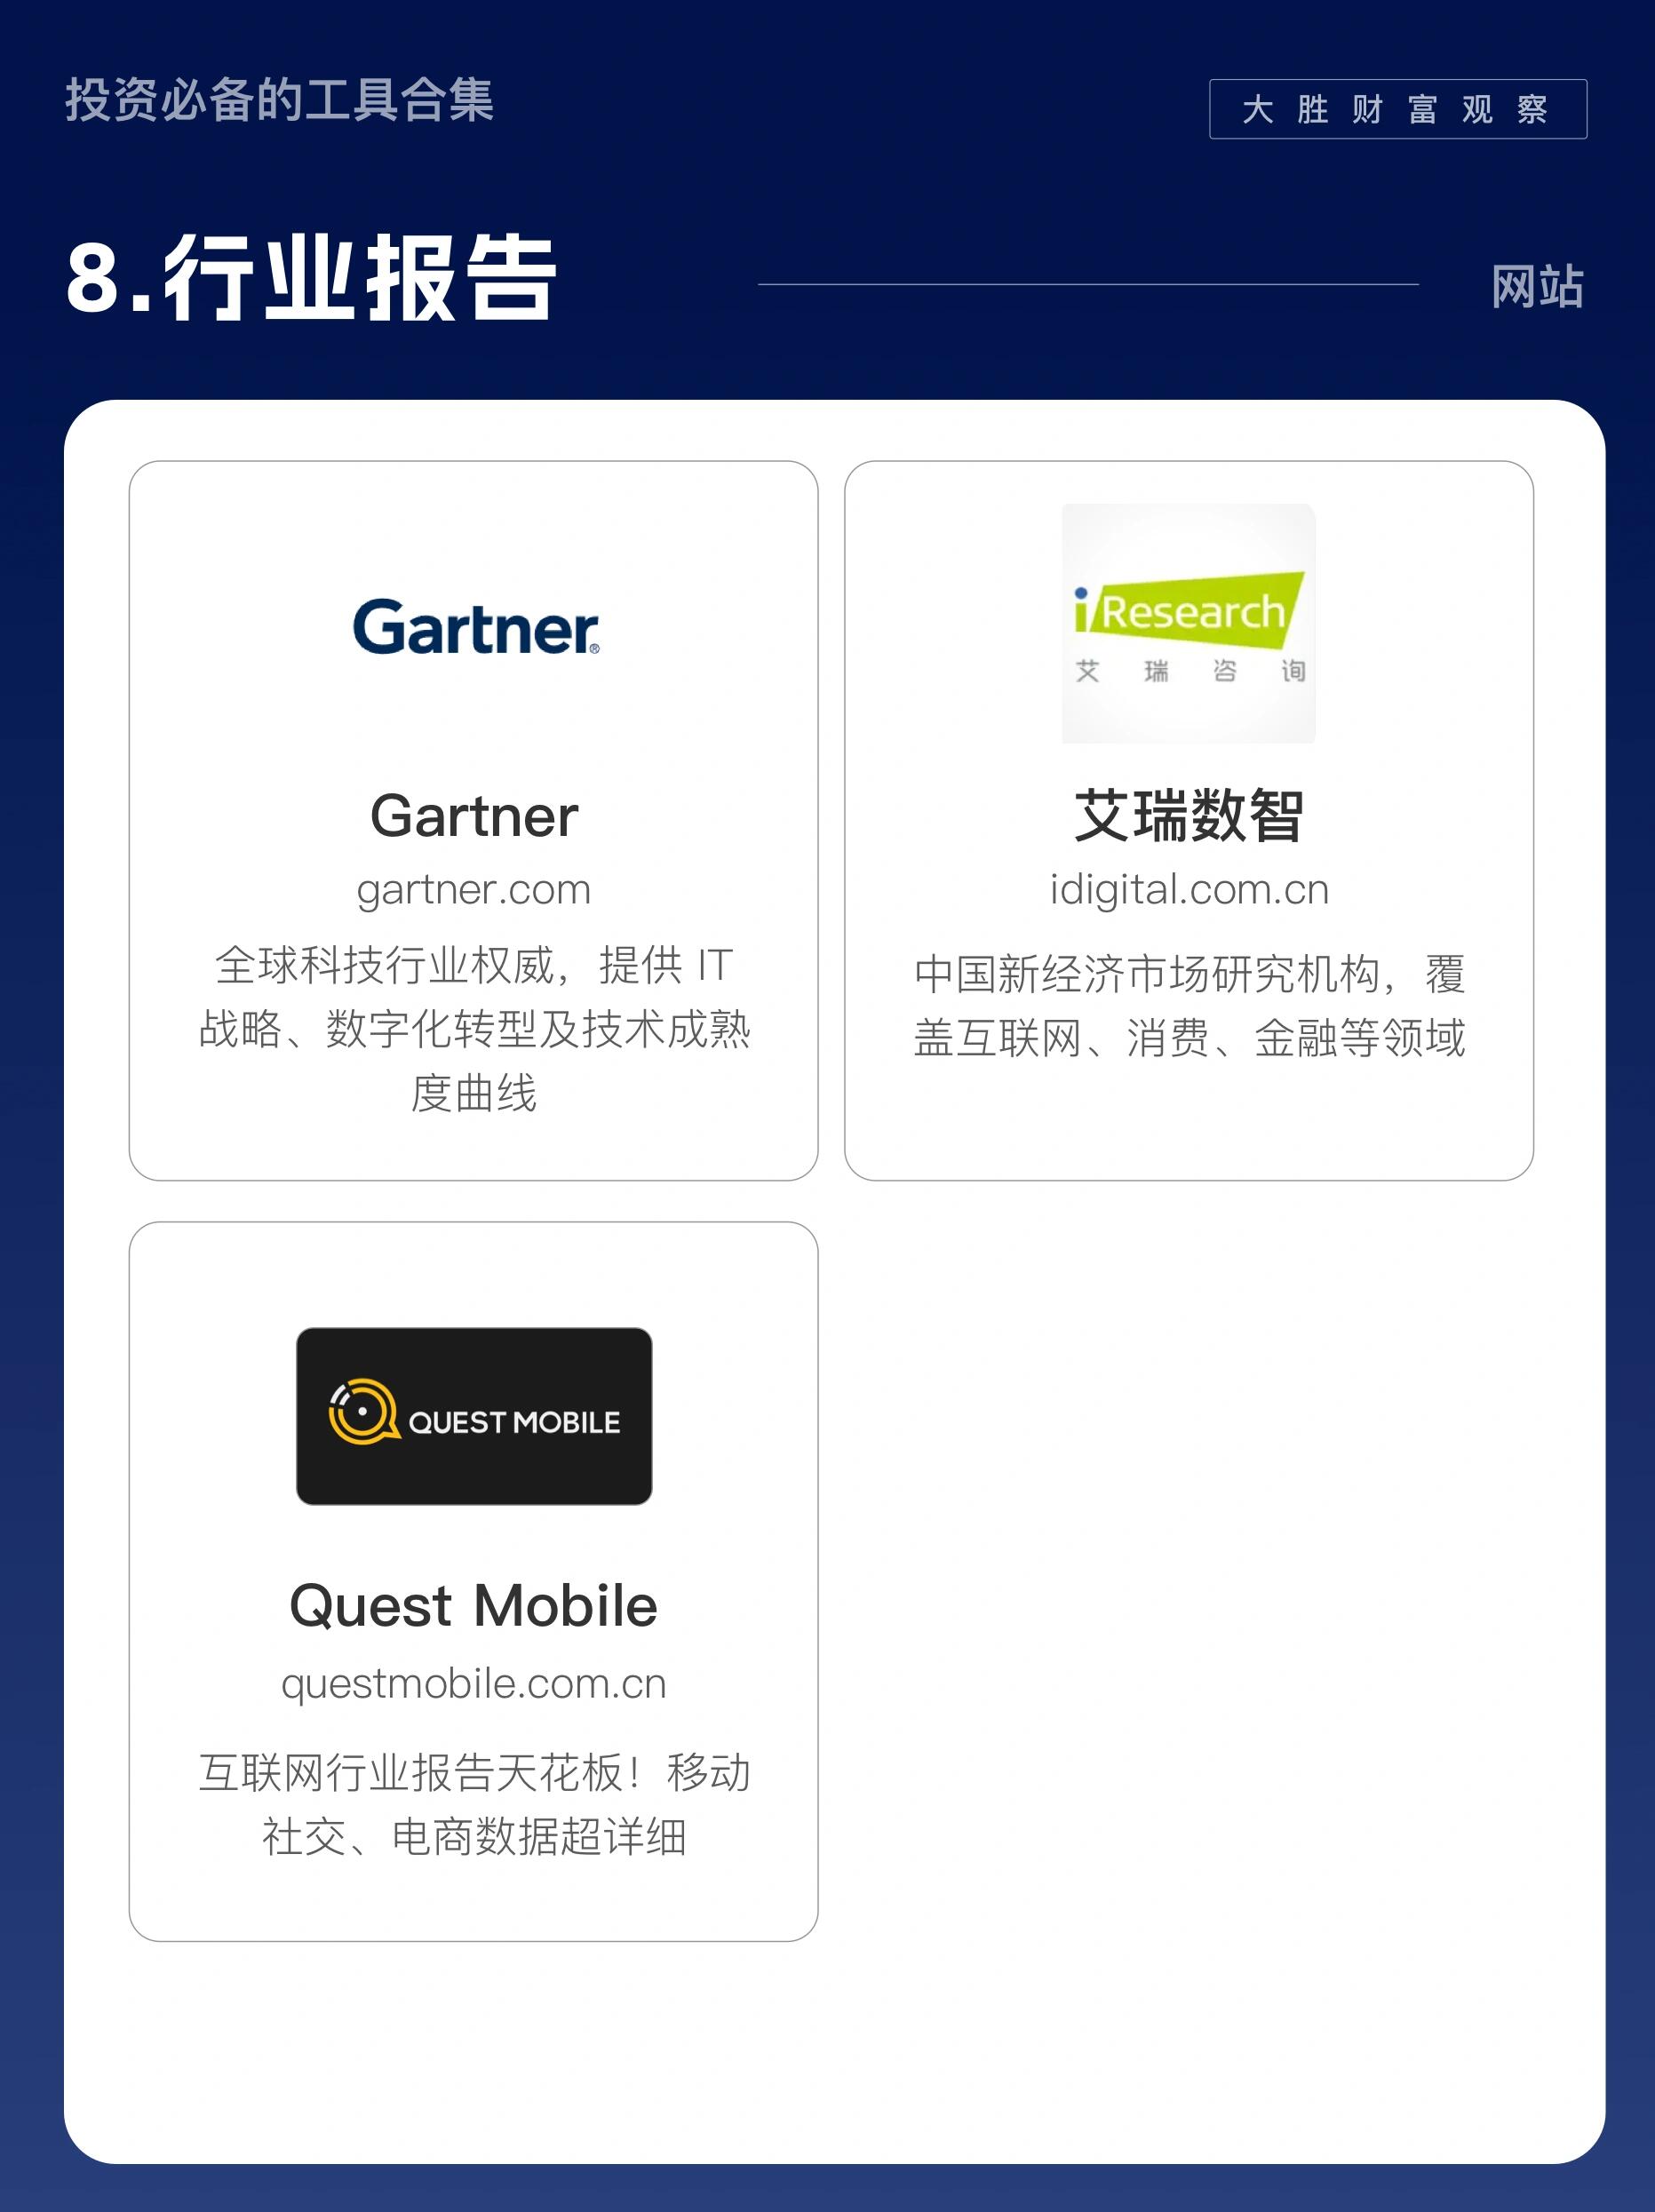 投资必备的工具合集
大胜财富观察
8.行业报告
网站
Gartner®
Gartner
gartner.com
全球科技行业权威，提供 IT
战略、数字化转型及技术成熟
度曲线
iResearch
艾瑞咨询
艾瑞数智
idigital.com.cn
中国新经济市场研究机构，覆
盖互联网、消费、金融等领域
QUEST MOBILE
Quest Mobile
questmobile.com.cn
互联网行业报告天花板！移动
社交、电商数据超详细